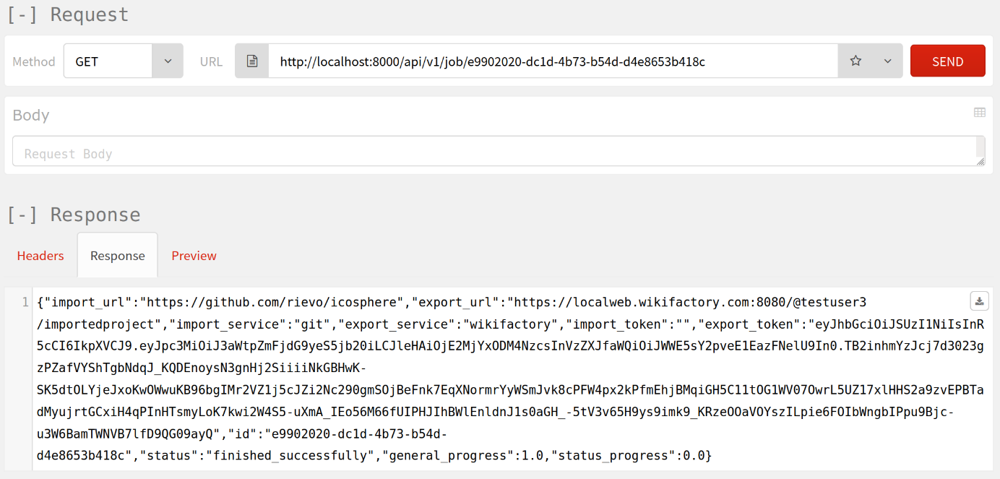 [-] Request
Method GET URL http://localhost:8000/api/v1/job/e9902020-dc1d-4b73-b54d-d4e8653b418c SEND
Body
Request Body
[-] Response
Headers Response Preview
1 {"import_url":"https://github.com/rievo/icosphere","export_url":"https://localweb.wikifactory.com:8080/@testuser3
/importedproject","import_service":"git","export_service":"wikifactory","import_token":"","export_token":"eyJhbGciOiJSUzI1NiIsInR
5cCI6IkpXVCJ9.eyJpc3MiOiJ3aWtpZmFjdG9yeS5jb20iLCJleHAiOjE2MjYxODM4NzcsInVzZXJfaWQiOiJWWE5sY2pveE1EazFNelU9In0.TB2inhmYzJcj7d3023g
zPZafVYShTgbNdqJ_KQDEnoysN3gnHj2SiiiiNkGBHwK-
SK5dtOLYjeJxoKwOWwuKB96bgIMr2VZ1j5cJZi2Nc290gmSOjBeFnk7EqXNormrYyWSmJvk8cPFW4px2kPfmEhjBMqiGH5C11tOG1WV07OwrL5UZ17xlHHS2a9zvEPBTa
dMyujrtGCxiH4qPInHTsmyLoK7kwi2W4S5-uXmA_IEo56M66fUIPHJIhBWlEnldnJ1s0aGH_-5tV3v65H9ys9imk9_KRzeOOaVOYszILpie6FOIbWngbIPpu9Bjc-
u3W6BamTWNVB7lfD9QG09ayQ","id":"e9902020-dc1d-4b73-b54d-
d4e8653b418c","status":"finished_successfully","general_progress":1.0,"status_progress":0.0}